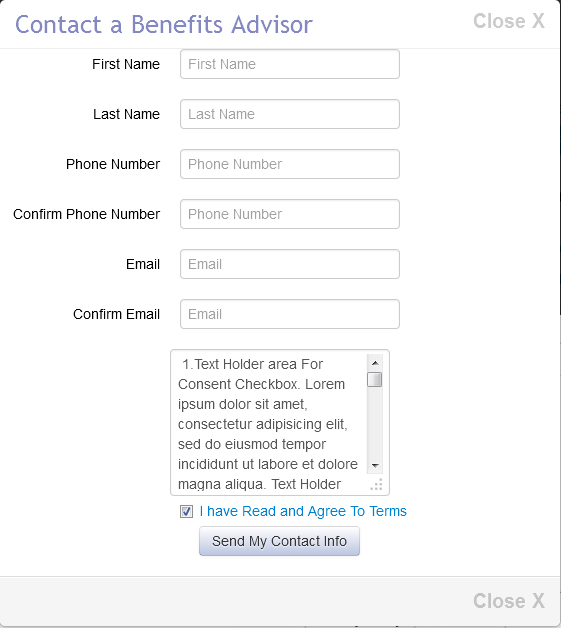 Contact a Benefits Advisor
Close X
First Name
First Name
Last Name
Last Name
Phone Number
Phone Number
Confirm Phone Number
Phone Number
Email
Email
Confirm Email
Email
1.Text Holder area For
Consent Checkbox. Lorem
ipsum dolor sit amet,
consectetur adipisicing elit,
sed do eiusmod tempor
incididunt ut labore et dolore
magna aliqua. Text Holder
I have Read and Agree To Terms
Send My Contact Info
Close X